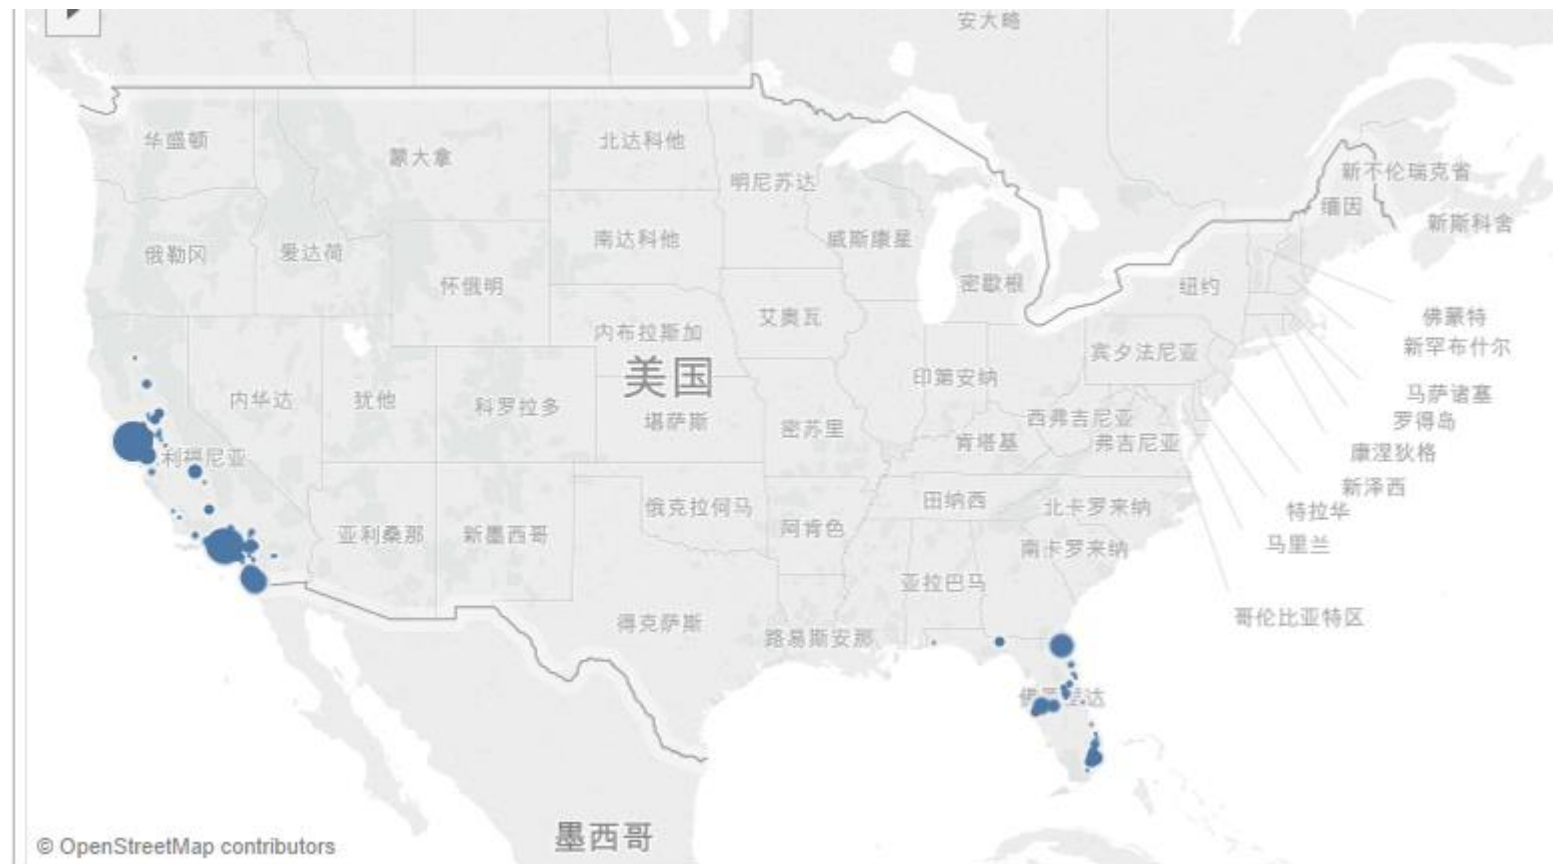 安大略
华盛顿
蒙大拿
北达科他
明尼苏达
新不伦瑞克省
缅因
新斯科舍
俄勒冈
爱达荷
南达科他
威斯康星
怀俄明
密歇根
纽约
内布拉斯加
艾奥瓦
佛蒙特
新罕布什尔
宾夕法尼亚
美国
印第安纳
内华达
犹他
科罗拉多
堪萨斯
密苏里
西弗吉尼亚
肯塔基
弗吉尼亚
马萨诸塞
罗得岛
康涅狄格
利福尼亚
新泽西
田纳西
俄克拉何马
北卡罗来纳
特拉华
亚利桑那
新墨西哥
阿肯色
南卡罗来纳
马里兰
亚拉巴马
得克萨斯
路易斯安那
哥伦比亚特区
墨西哥
© OpenStreetMap contributors